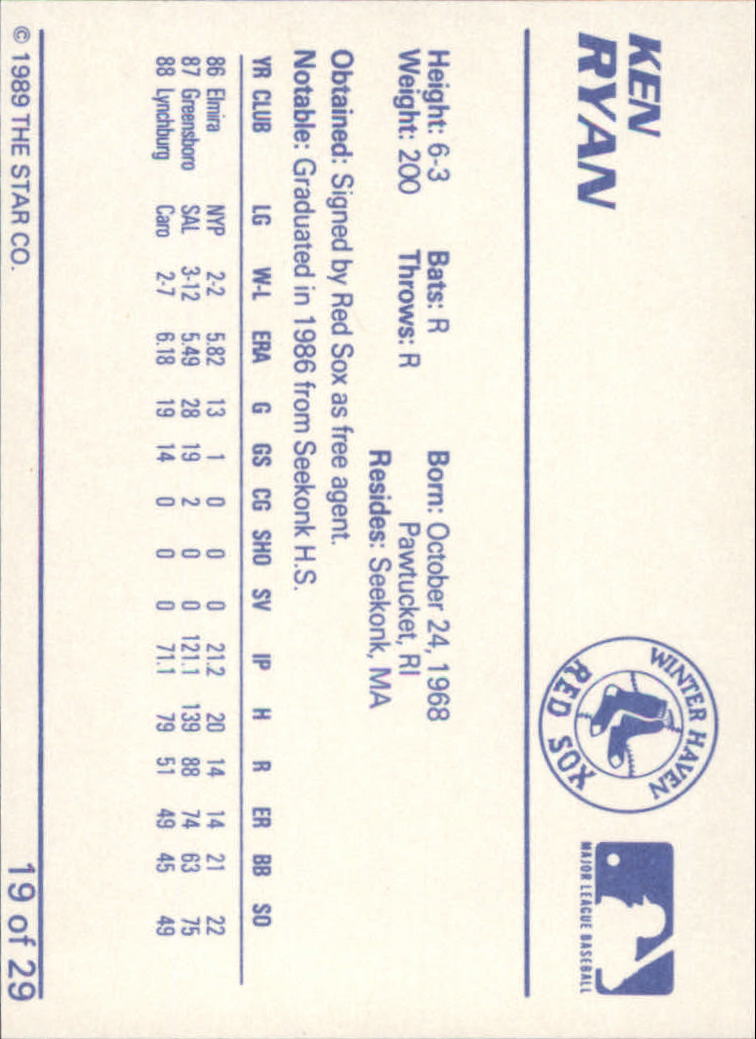 KEN
RYAN
WINTER HAVEN
RED SOX
MAJOR LEAGUE BASEBALL
Height: 6-3 Bats: R Born: October 24, 1968
Weight: 200 Throws: R Pawtucket, RI
Resides: Seekonk, MA
Obtained: Signed by Red Sox as free agent.
Notable: Graduated in 1986 from Seekonk H.S.
YR CLUB LG W-L ERA G GS CG SHO SV IP H R ER BB SO
86 Elmira NYP 2-2 5.82 13 1 0 0 0 21.2 20 14 14 21 22
87 Greensboro SAL 3-12 5.49 28 19 2 0 0 121.1 139 88 74 63 75
88 Lynchburg Caro 2-7 6.18 19 14 0 0 0 71.1 79 51 49 45 49
© 1989 THE STAR CO. 19 of 29